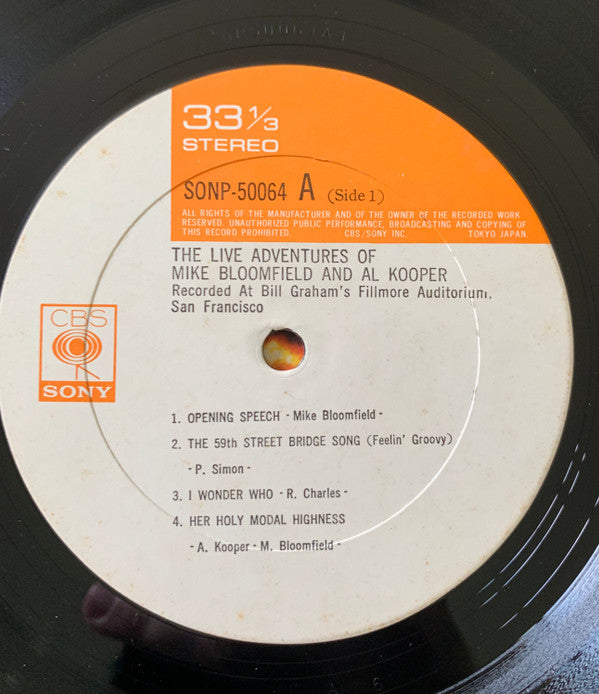 33 1/3
STEREO
SONP-50064 A (Side 1)
ALL RIGHTS OF THE MANUFACTURER AND OF THE OWNER OF THE RECORDED WORK
RESERVED. UNAUTHORIZED PUBLIC PERFORMANCE, BROADCASTING AND COPYING OF
THIS RECORD PROHIBITED. CBS/SONY INC. TOKYO JAPAN.
THE LIVE ADVENTURES OF
MIKE BLOOMFIELD AND AL KOOPER
Recorded At Bill Graham's Fillmore Auditorium,
San Francisco
CBS
SONY
1. OPENING SPEECH - Mike Bloomfield -
2. THE 59th STREET BRIDGE SONG (Feelin' Groovy)
- P. Simon -
3. I WONDER WHO - R. Charles -
4. HER HOLY MODAL HIGHNESS
- A. Kooper - M. Bloomfield -